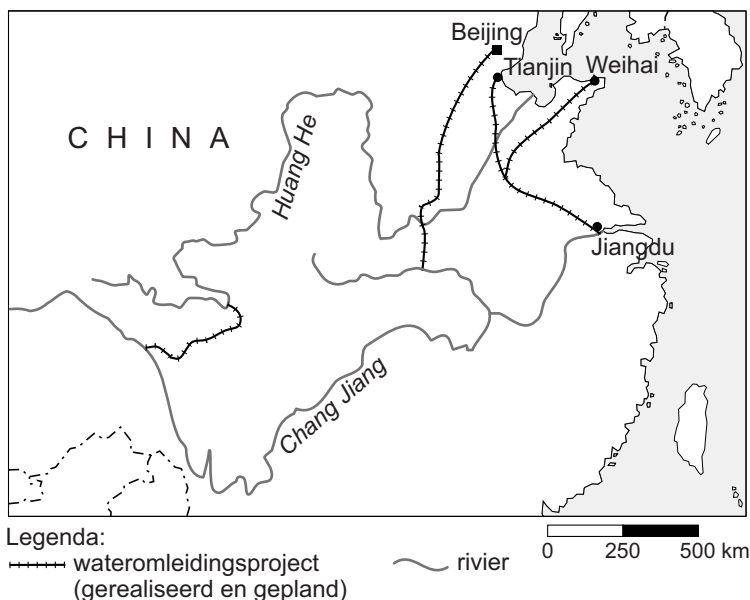 Beijing
Tianjin Weihai
C H I N A
Huang He
Jiangdu
Chang Jiang
Legenda:
wateromleidingsproject
(gerealiseerd en gepland)
rivier
0 250 500 km